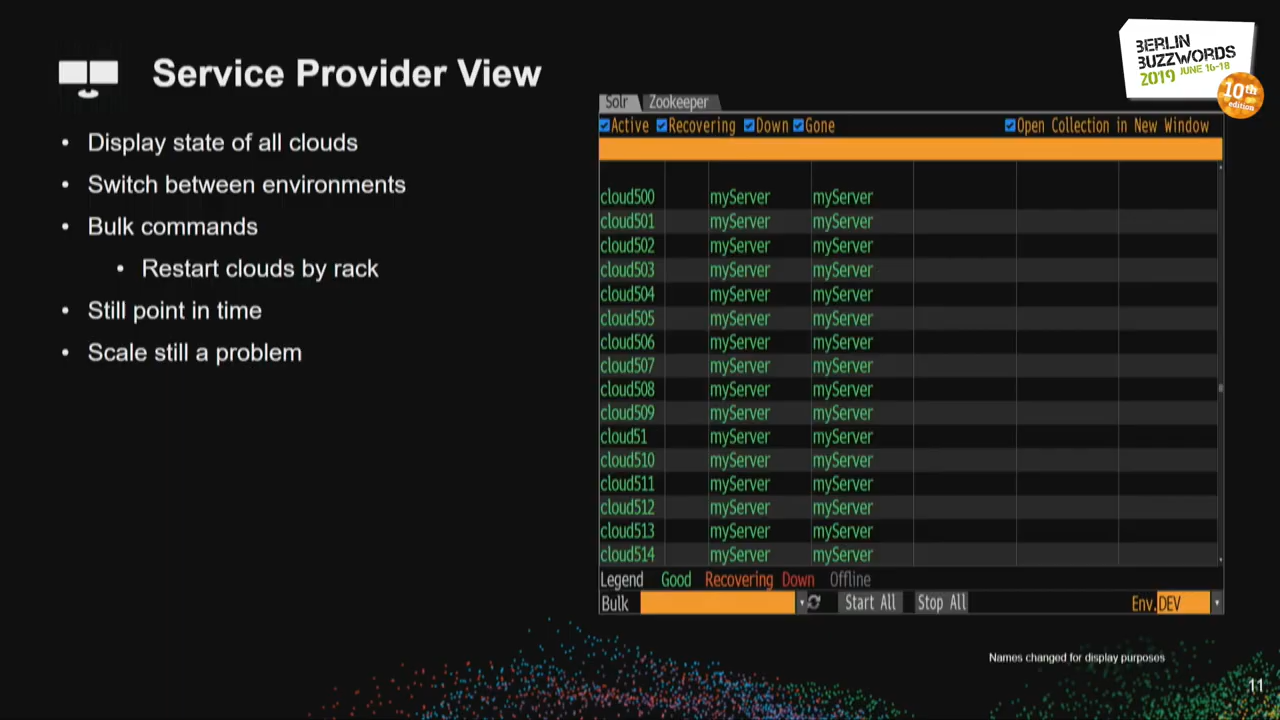 Service Provider View
BERLIN
BUZZWORDS
2019 JUNE 16-18
10th
edition
• Display state of all clouds
• Switch between environments
• Bulk commands
• Restart clouds by rack
• Still point in time
• Scale still a problem
Solr Zookeeper
Active Recovering Down Gone Open Collection in New Window
cloud500 myServer myServer
cloud501 myServer myServer
cloud502 myServer myServer
cloud503 myServer myServer
cloud504 myServer myServer
cloud505 myServer myServer
cloud506 myServer myServer
cloud507 myServer myServer
cloud508 myServer myServer
cloud509 myServer myServer
cloud51 myServer myServer
cloud510 myServer myServer
cloud511 myServer myServer
cloud512 myServer myServer
cloud513 myServer myServer
cloud514 myServer myServer
Legend Good Recovering Down Offline
Bulk Start All Stop All Env. DEV
Names changed for display purposes
11